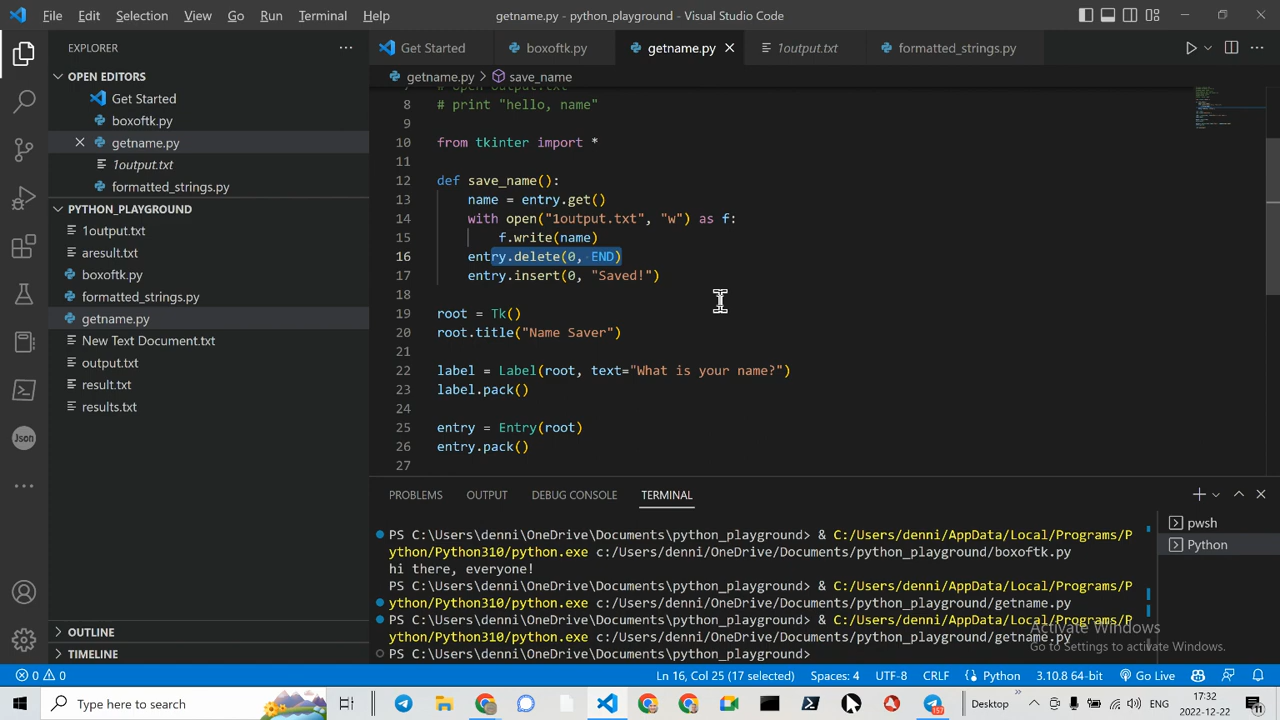 File Edit Selection View Go Run Terminal Help
getname.py - python_playground - Visual Studio Code
EXPLORER
OPEN EDITORS
Get Started
boxoftk.py
getname.py
1output.txt
formatted_strings.py
PYTHON_PLAYGROUND
1output.txt
aresult.txt
boxoftk.py
formatted_strings.py
getname.py
New Text Document.txt
output.txt
result.txt
results.txt
OUTLINE
TIMELINE
Json
Get Started boxoftk.py getname.py 1output.txt formatted_strings.py
getname.py > save_name
7 # open output.txt
8 # print "hello, name"
9
10 from tkinter import *
11
12 def save_name():
13 name = entry.get()
14 with open("1output.txt", "w") as f:
15 f.write(name)
16 entry.delete(0, END)
17 entry.insert(0, "Saved!")
18
19 root = Tk()
20 root.title("Name Saver")
21
22 label = Label(root, text="What is your name?")
23 label.pack()
24
25 entry = Entry(root)
26 entry.pack()
27
PROBLEMS OUTPUT DEBUG CONSOLE TERMINAL
PS C:\Users\denni\OneDrive\Documents\python_playground> & C:/Users/denni/AppData/Local/Programs/P
ython/Python310/python.exe c:/Users/denni/OneDrive/Documents/python_playground/boxoftk.py
hi there, everyone!
PS C:\Users\denni\OneDrive\Documents\python_playground> & C:/Users/denni/AppData/Local/Programs/P
ython/Python310/python.exe c:/Users/denni/OneDrive/Documents/python_playground/getname.py
PS C:\Users\denni\OneDrive\Documents\python_playground> & C:/Users/denni/AppData/Local/Programs/P
ython/Python310/python.exe c:/Users/denni/OneDrive/Documents/python_playground/getname.py
PS C:\Users\denni\OneDrive\Documents\python_playground>
pwsh
Python
Activate Windows
Go to Settings to activate Windows.
0 0 Ln 16, Col 25 (17 selected) Spaces: 4 UTF-8 CRLF Python 3.10.8 64-bit Go Live
Type here to search
157
Desktop
ENG
17:32
2022-12-22
11